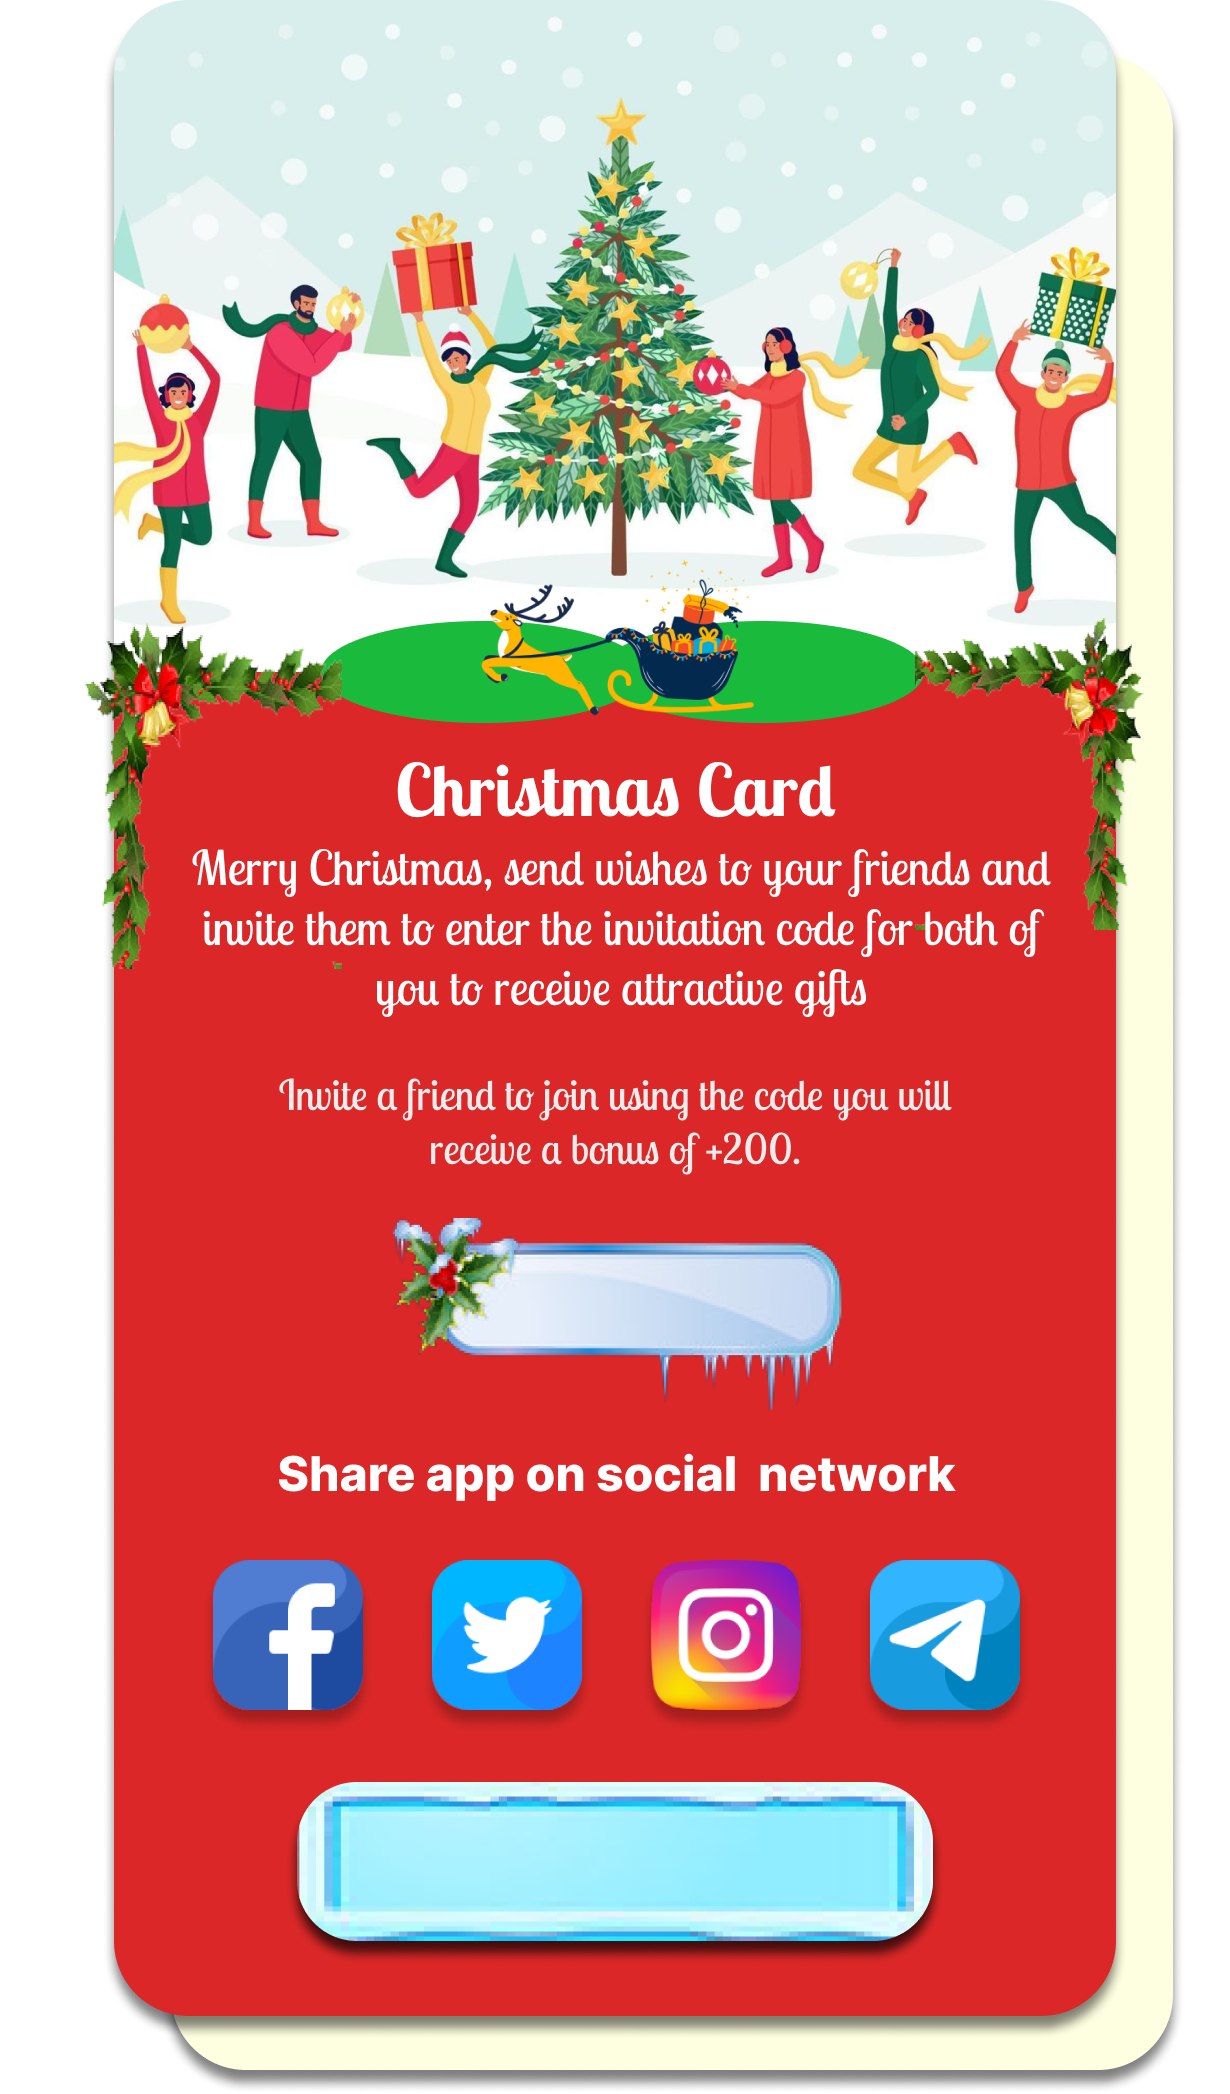 Christmas Card
Merry Christmas, send wishes to your friends and
invite them to enter the invitation code for both of
you to receive attractive gifts
Invite a friend to join using the code you will
receive a bonus of +200.
Share app on social  network